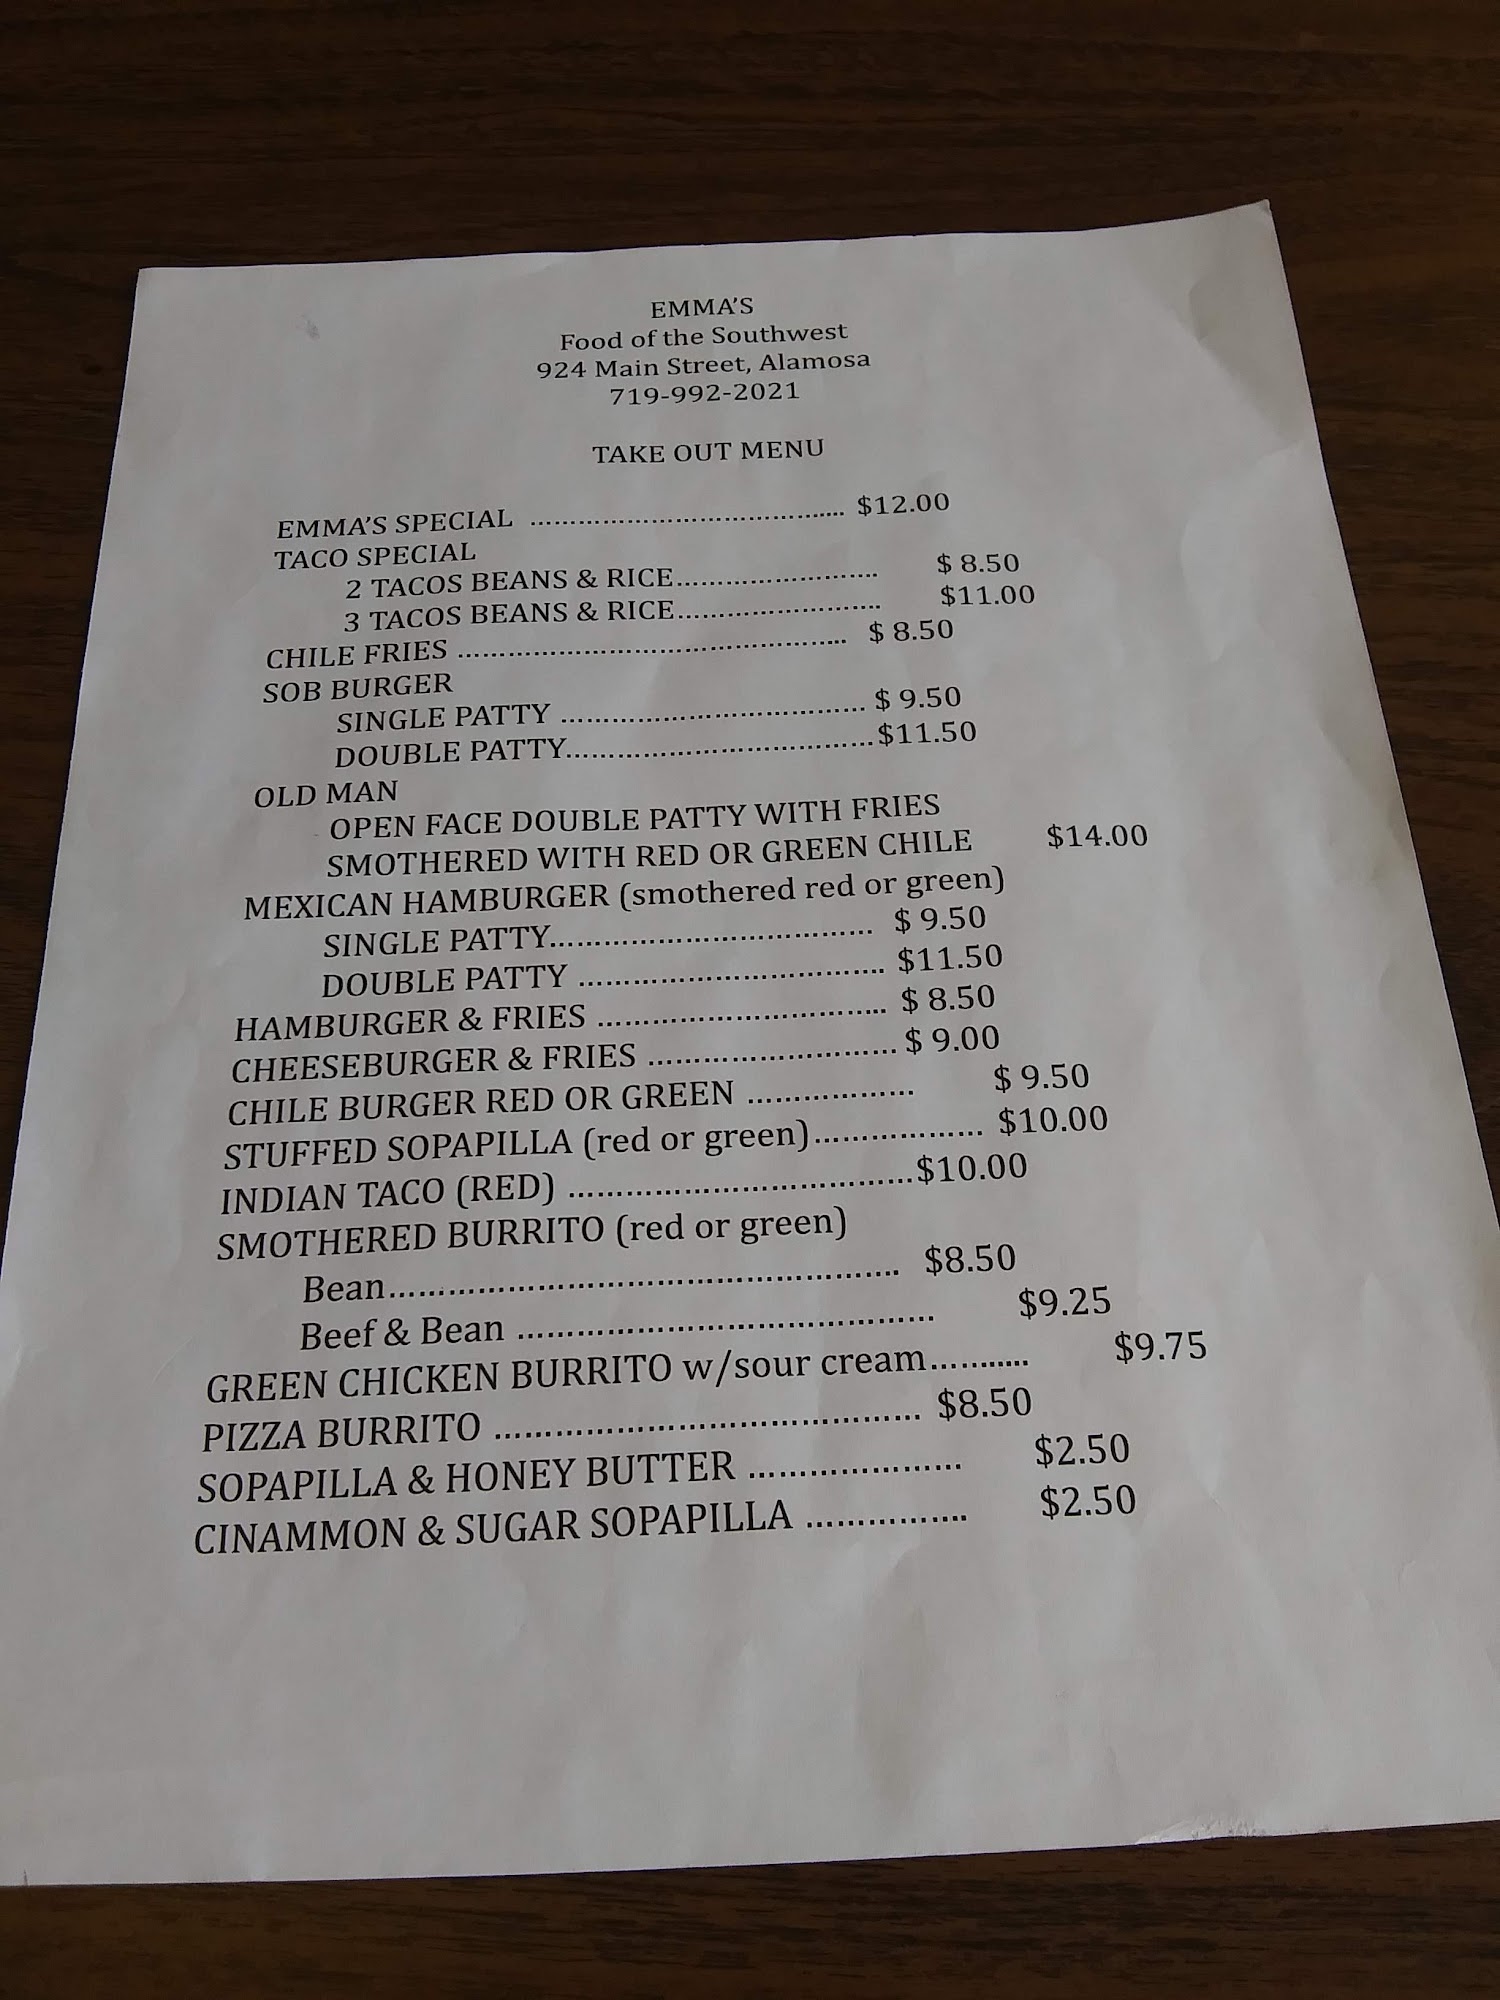 EMMA'S
Food of the Southwest
924 Main Street, Alamosa
719-992-2021
TAKE OUT MENU
EMMA'S SPECIAL ........................................ $12.00
TACO SPECIAL
2 TACOS BEANS & RICE.......................... $ 8.50
3 TACOS BEANS & RICE.......................... $11.00
CHILE FRIES ................................................ $ 8.50
SOB BURGER
SINGLE PATTY ...................................... $ 9.50
DOUBLE PATTY......................................$11.50
OLD MAN
OPEN FACE DOUBLE PATTY WITH FRIES
SMOTHERED WITH RED OR GREEN CHILE $14.00
MEXICAN HAMBURGER (smothered red or green)
SINGLE PATTY....................................... $ 9.50
DOUBLE PATTY ..................................... $11.50
HAMBURGER & FRIES .................................. $ 8.50
CHEESEBURGER & FRIES ............................. $ 9.00
CHILE BURGER RED OR GREEN ................... $ 9.50
STUFFED SOPAPILLA (red or green)................... $10.00
INDIAN TACO (RED) ......................................$10.00
SMOTHERED BURRITO (red or green)
Bean....................................................... $8.50
Beef & Bean ............................................. $9.25
GREEN CHICKEN BURRITO w/sour cream........... $9.75
PIZZA BURRITO ............................................ $8.50
SOPAPILLA & HONEY BUTTER ...................... $2.50
CINAMMON & SUGAR SOPAPILLA ................ $2.50